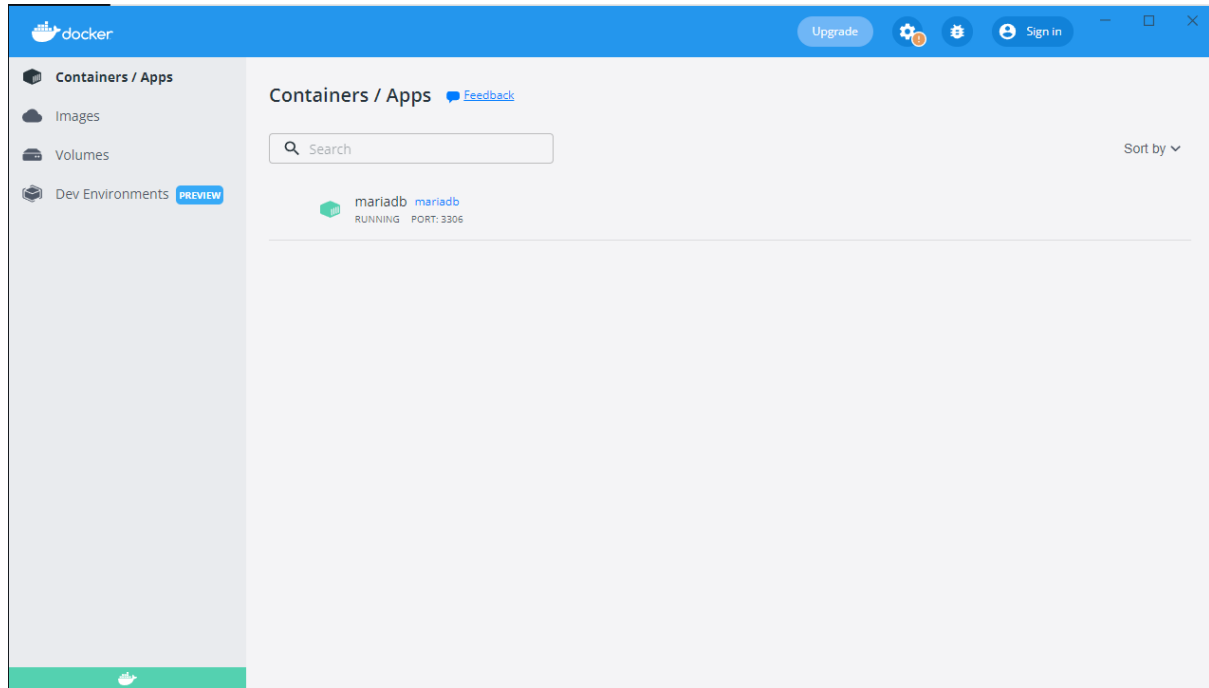 docker
Upgrade
Sign in
Containers / Apps
Images
Volumes
Dev Environments PREVIEW
Containers / Apps Feedback
Search
Sort by
mariadb mariadb
RUNNING PORT: 3306